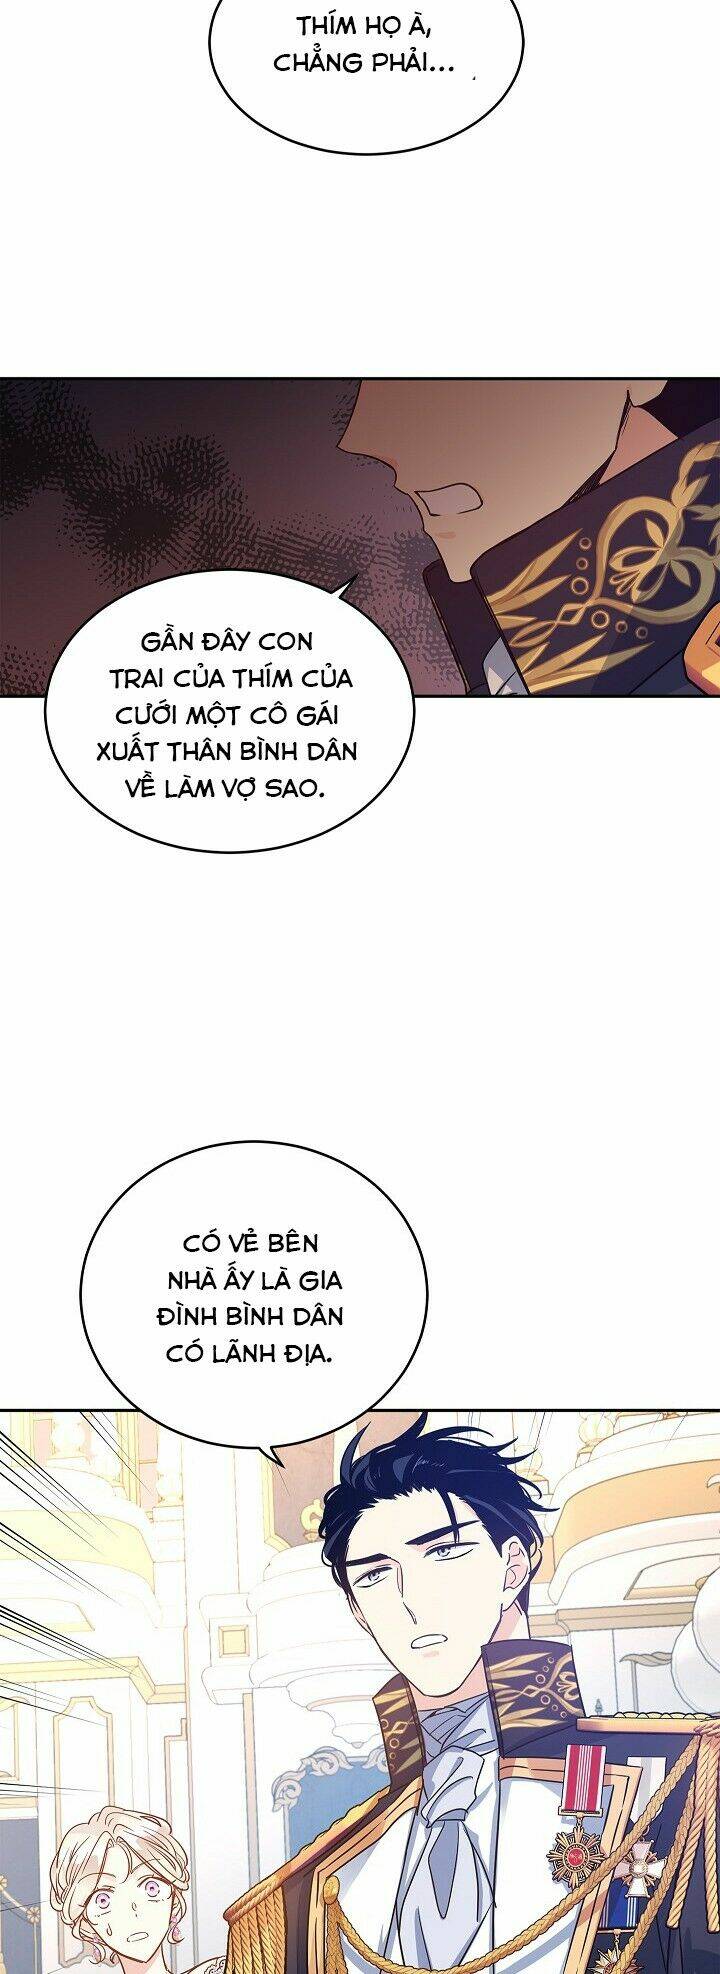 THÍM HỌ À,
CHẲNG PHẢI...
GẦN ĐÂY CON
TRAI CỦA THÍM CỦA
CƯỚI MỘT CÔ GÁI
XUẤT THÂN BÌNH DÂN
VỀ LÀM VỢ SAO.
CÓ VẺ BÊN
NHÀ ẤY LÀ GIA
ĐÌNH BÌNH DÂN
CÓ LÃNH ĐỊA.